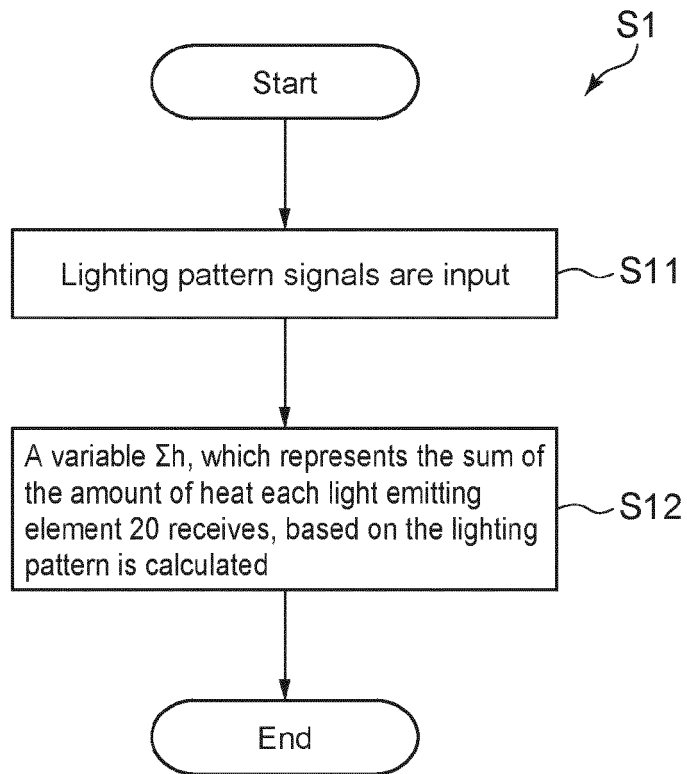 S1
Start
Lighting pattern signals are input
S11
A variable Σh, which represents the sum of
the amount of heat each light emitting
element 20 receives, based on the lighting
pattern is calculated
S12
End